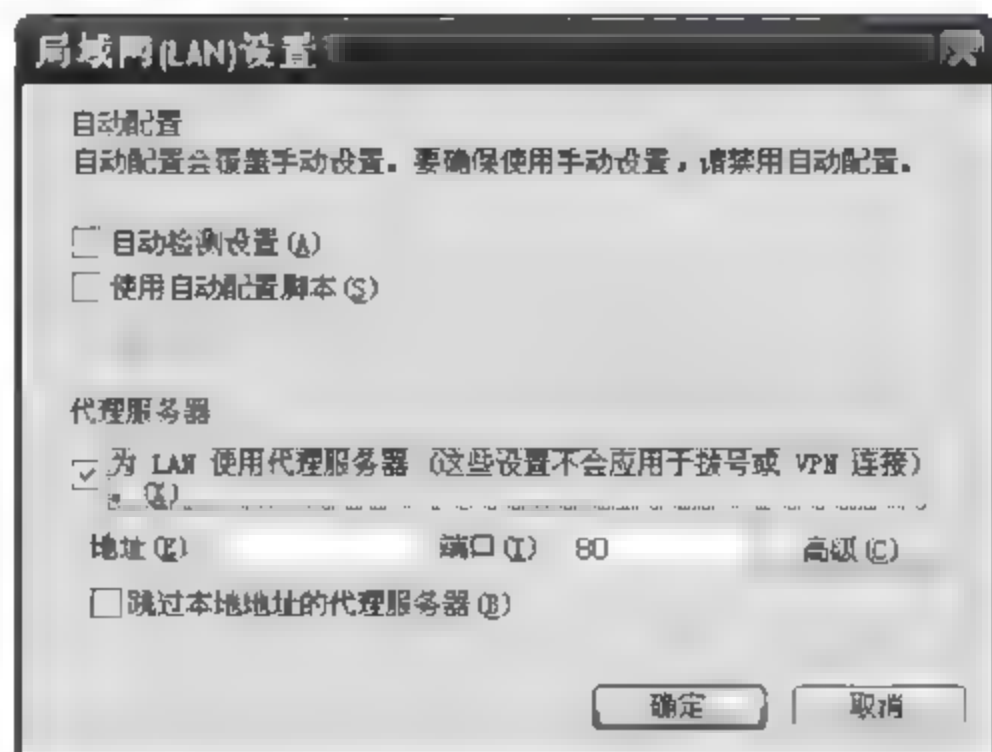 局域网(LAN)设置
自动配置
自动配置会覆盖手动设置。要确保使用手动设置，请禁用自动配置。
自动检测设置(A)
使用自动配置脚本(S)
代理服务器
为 LAN 使用代理服务器 (这些设置不会应用于拨号或 VPN 连接)
。(X)
地址(E) 端口(T) 80 高级(C)
跳过本地地址的代理服务器(B)
确定 取消